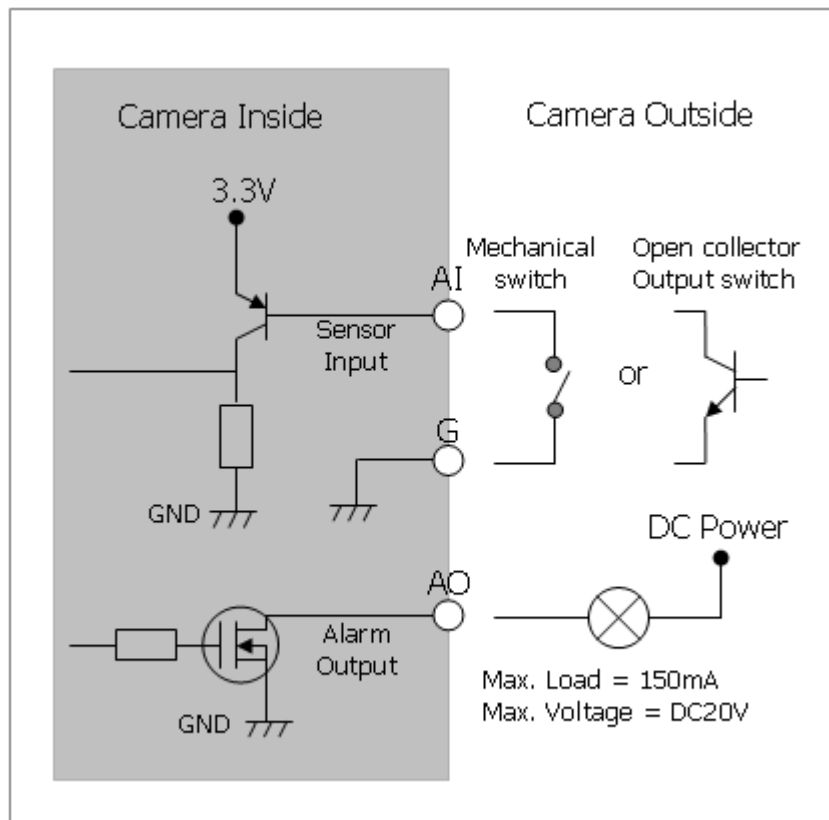 Camera Inside
Camera Outside
3.3V
AI
Sensor
Input
Mechanical
switch
or
Open collector
Output switch
G
GND
DC Power
AO
Alarm
Output
GND
Max. Load = 150mA
Max. Voltage = DC20V